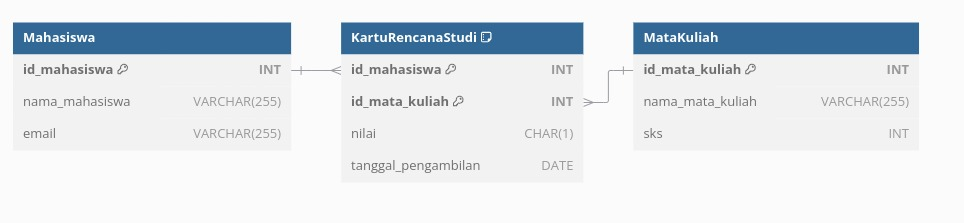 Mahasiswa
id_mahasiswa INT
nama_mahasiswa VARCHAR(255)
email VARCHAR(255)
KartuRencanaStudi
id_mahasiswa INT
id_mata_kuliah INT
nilai CHAR(1)
tanggal_pengambilan DATE
MataKuliah
id_mata_kuliah INT
nama_mata_kuliah VARCHAR(255)
sks INT